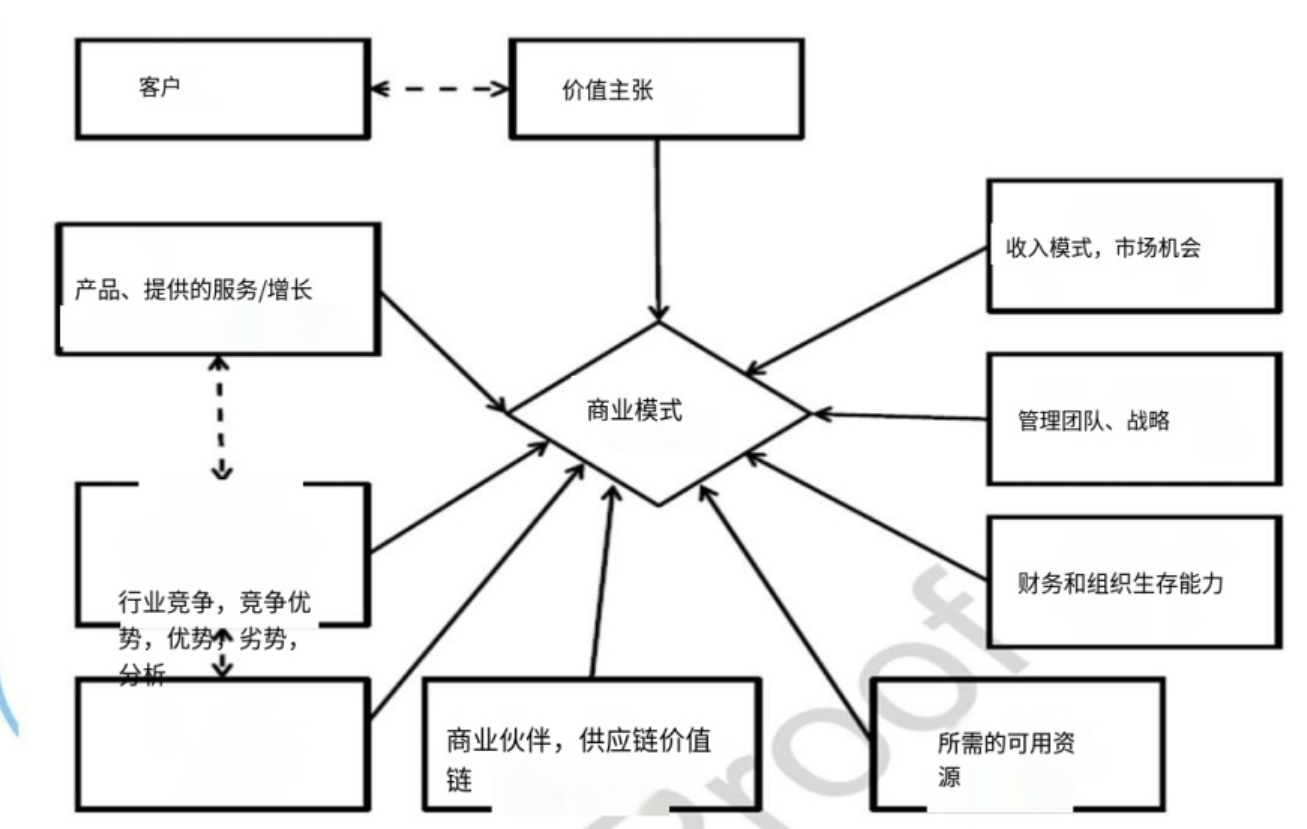 客户
价值主张
收入模式，市场机会
产品、提供的服务/增长
商业模式
管理团队、战略
财务和组织生存能力
行业竞争，竞争优
势，优势，劣势，
分析
商业伙伴，供应链价值
链
所需的可用资
源
Proof